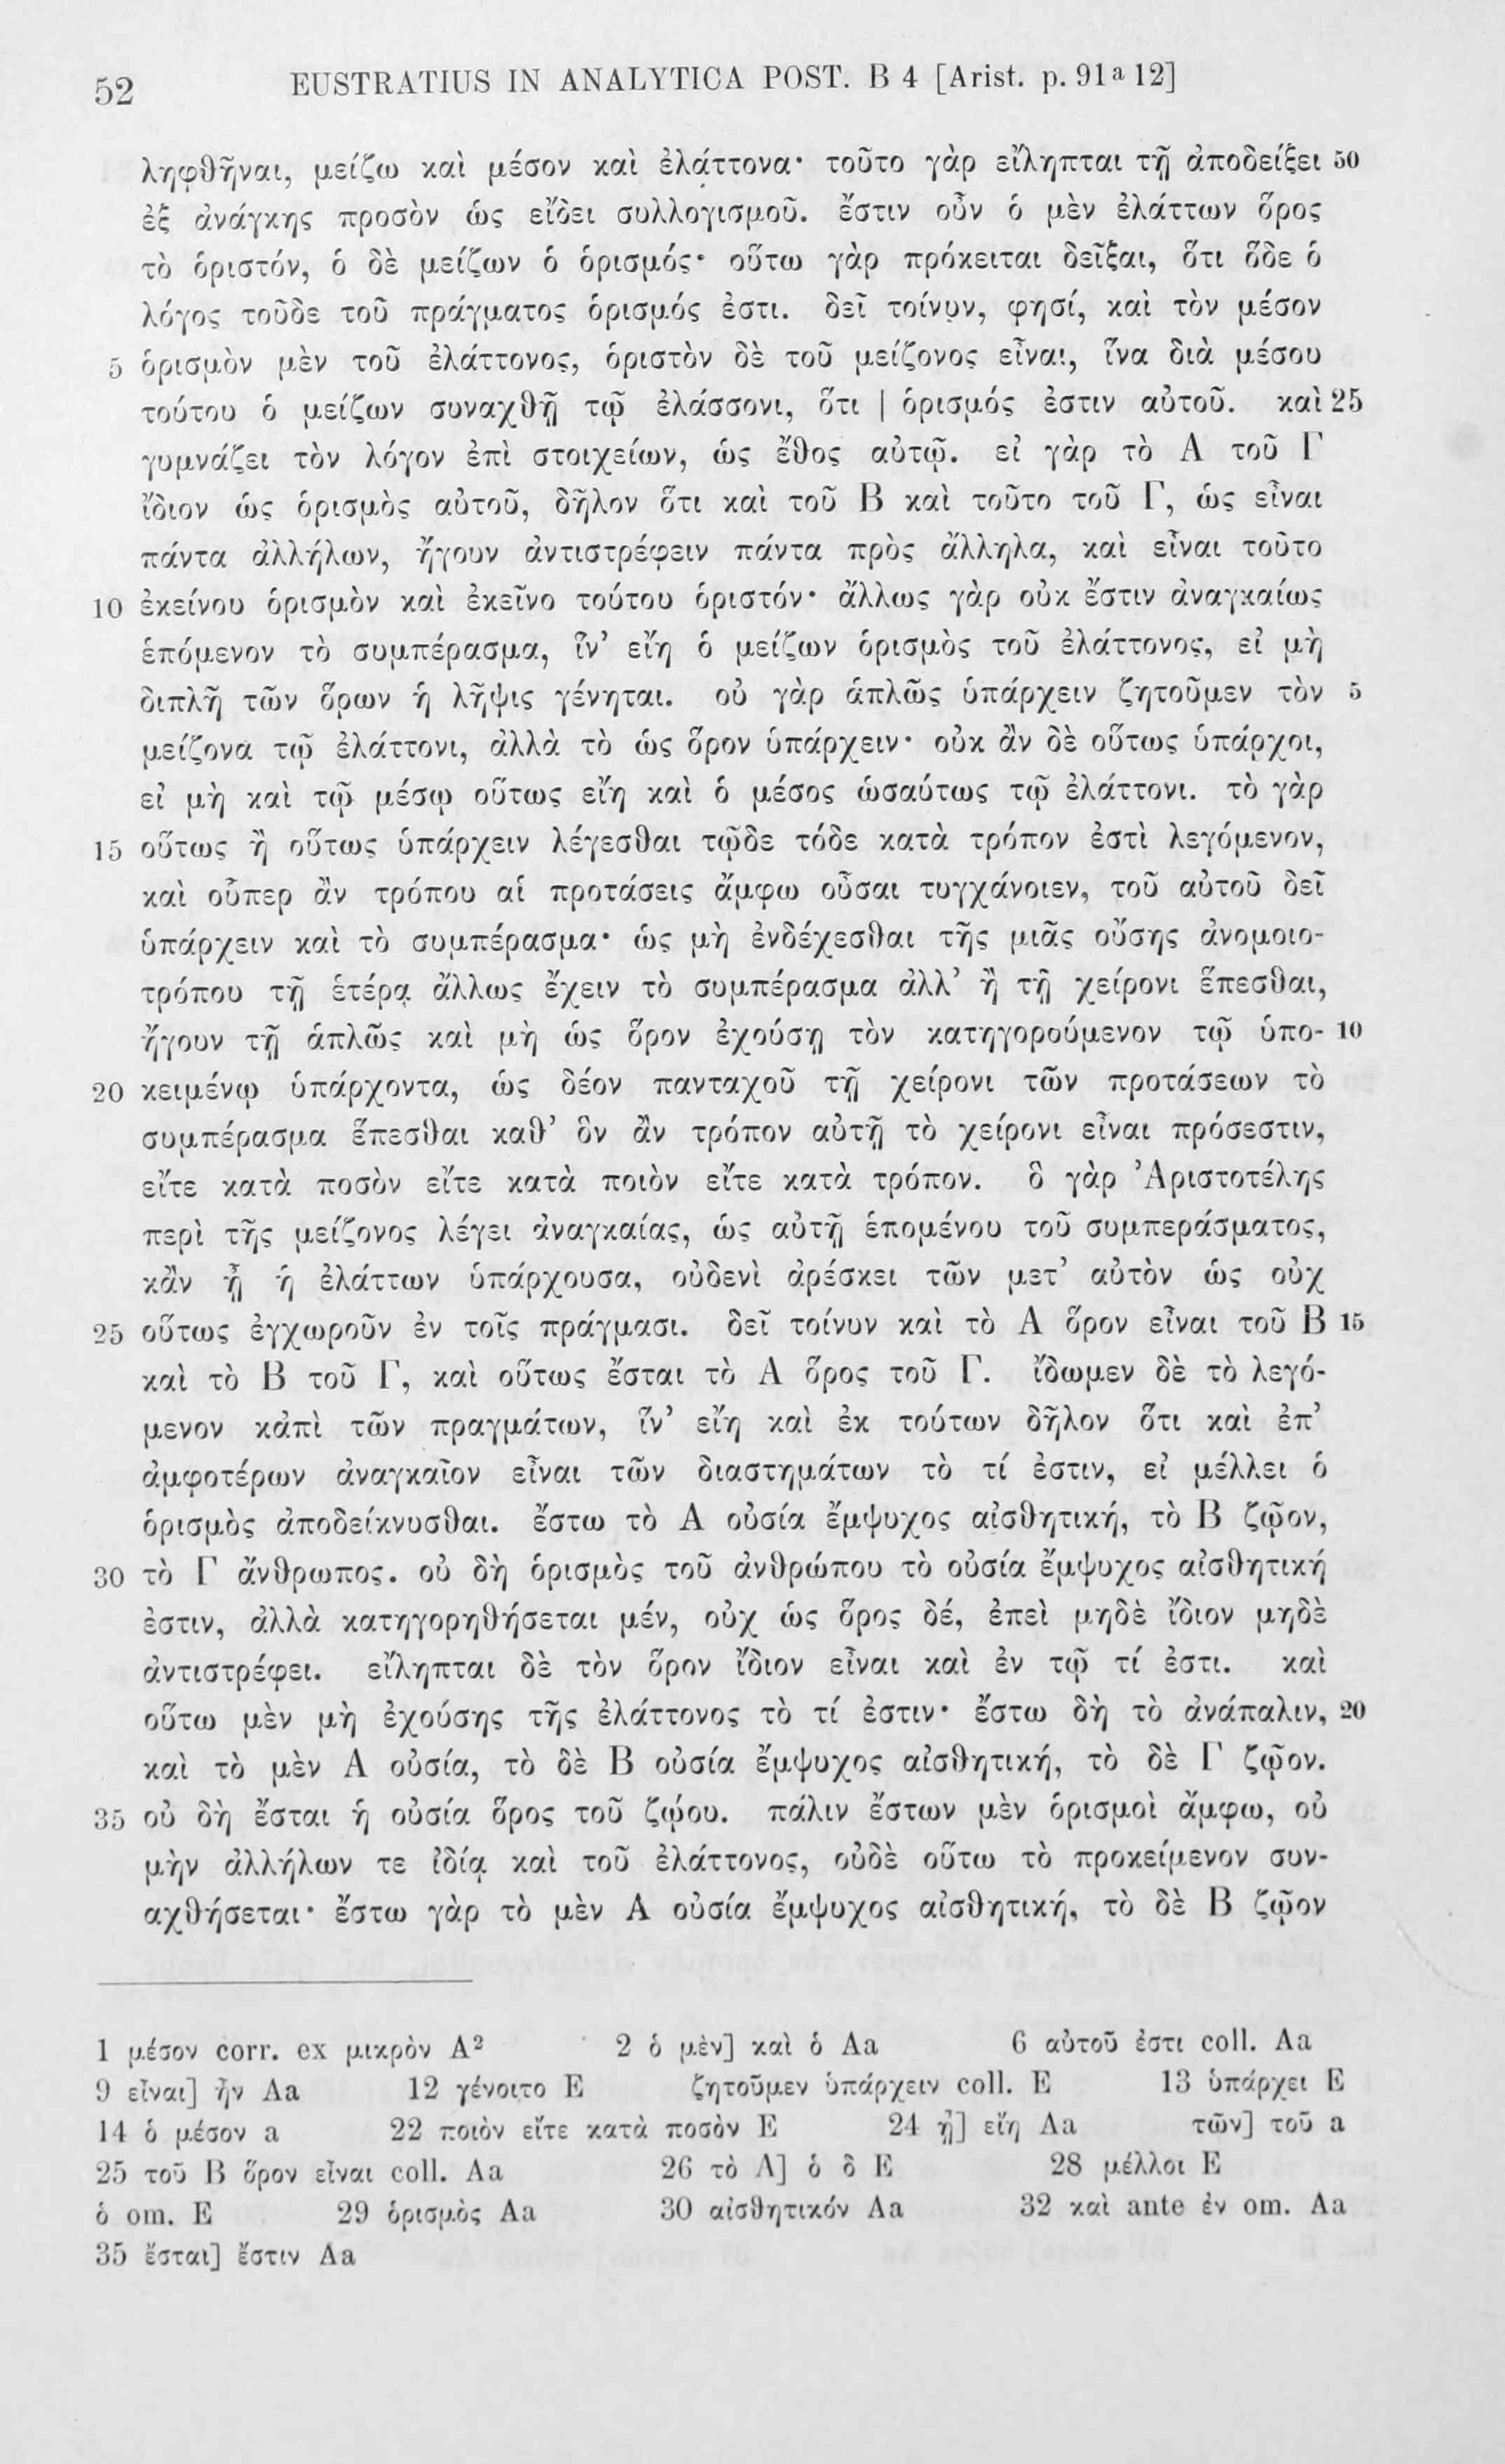 52 EUSTRATIUS IN ANALYTICA POST. B 4 [Arist. p. 91a 12]
ληφθῆναι, μείζω καὶ μέσον καὶ ἐλάττονα· τοῦτο γὰρ εἴληπται τῇ ἀποδείξει 50
ἐξ ἀνάγκης προσὸν ὡς εἴδει συλλογισμοῦ. ἔστιν οὖν ὁ μὲν ἐλάττων ὅρος
τὸ ὁριστόν, ὁ δὲ μείζων ὁ ὁρισμός· οὕτω γὰρ πρόκειται δεῖξαι, ὅτι ὅδε ὁ
λόγος τοῦδε τοῦ πράγματος ὁρισμός ἐστι. δεῖ τοίνυν, φησί, καὶ τὸν μέσον
5 ὁρισμὸν μὲν τοῦ ἐλάττονος, ὁριστὸν δὲ τοῦ μείζονος εἶναι, ἵνα διὰ μέσου
τούτου ὁ μείζων συναχθῇ τῷ ἐλάσσονι, ὅτι | ὁρισμός ἐστιν αὐτοῦ. καὶ 25
γυμνάζει τὸν λόγον ἐπὶ στοιχείων, ὡς ἔθος αὐτῷ. εἰ γὰρ τὸ Α τοῦ Γ
ἴδιον ὡς ὁρισμὸς αὐτοῦ, δῆλον ὅτι καὶ τοῦ Β καὶ τοῦτο τοῦ Γ, ὡς εἶναι
πάντα ἀλλήλων, ἤγουν ἀντιστρέφειν πάντα πρὸς ἄλληλα, καὶ εἶναι τοῦτο
10 ἐκείνου ὁρισμὸν καὶ ἐκεῖνο τούτου ὁριστόν· ἄλλως γὰρ οὐκ ἔστιν ἀναγκαίως
ἑπόμενον τὸ συμπέρασμα, ἵν’ εἴη ὁ μείζων ὁρισμὸς τοῦ ἐλάττονος, εἰ μὴ
διπλῆ τῶν ὅρων ἡ λῆψις γένηται. οὐ γὰρ ἁπλῶς ὑπάρχειν ζητοῦμεν τὸν 5
μείζονα τῷ ἐλάττονι, ἀλλὰ τὸ ὡς ὅρον ὑπάρχειν· οὐκ ἂν δὲ οὕτως ὑπάρχοι,
εἰ μὴ καὶ τῷ μέσῳ οὕτως εἴη καὶ ὁ μέσος ὡσαύτως τῷ ἐλάττονι. τὸ γὰρ
15 οὕτως ἢ οὕτως ὑπάρχειν λέγεσθαι τῷδε τόδε κατὰ τρόπον ἐστὶ λεγόμενον,
καὶ οὗπερ ἂν τρόπου αἱ προτάσεις ἄμφω οὖσαι τυγχάνοιεν, τοῦ αὐτοῦ δεῖ
ὑπάρχειν καὶ τὸ συμπέρασμα· ὡς μὴ ἐνδέχεσθαι τῆς μιᾶς οὔσης ἀνομοιο-
τρόπου τῇ ἑτέρᾳ ἄλλως ἔχειν τὸ συμπέρασμα ἀλλ’ ἢ τῇ χείρονι ἕπεσθαι,
ἤγουν τῇ ἁπλῶς καὶ μὴ ὡς ὅρον ἐχούσῃ τὸν κατηγορούμενον τῷ ὑπο- 10
20 κειμένῳ ὑπάρχοντα, ὡς δέον πανταχοῦ τῇ χείρονι τῶν προτάσεων τὸ
συμπέρασμα ἕπεσθαι καθ’ ὃν ἂν τρόπον αὐτῇ τὸ χείρονι εἶναι πρόσεστιν,
εἴτε κατὰ ποσὸν εἴτε κατὰ ποιὸν εἴτε κατὰ τρόπον. ὃ γὰρ Ἀριστοτέλης
περὶ τῆς μείζονος λέγει ἀναγκαίας, ὡς αὐτῇ ἑπομένου τοῦ συμπεράσματος,
κἂν ᾖ ἡ ἐλάττων ὑπάρχουσα, οὐδενὶ ἀρέσκει τῶν μετ’ αὐτὸν ὡς οὐχ
25 οὕτως ἐγχωροῦν ἐν τοῖς πράγμασι. δεῖ τοίνυν καὶ τὸ Α ὅρον εἶναι τοῦ Β 15
καὶ τὸ Β τοῦ Γ, καὶ οὕτως ἔσται τὸ Α ὅρος τοῦ Γ. ἴδωμεν δὲ τὸ λεγό-
μενον κἀπὶ τῶν πραγμάτων, ἵν’ εἴη καὶ ἐκ τούτων δῆλον ὅτι καὶ ἐπ’
ἀμφοτέρων ἀναγκαῖον εἶναι τῶν διαστημάτων τὸ τί ἐστιν, εἰ μέλλει ὁ
ὁρισμὸς ἀποδείκνυσθαι. ἔστω τὸ Α οὐσία ἔμψυχος αἰσθητική, τὸ Β ζῷον,
30 τὸ Γ ἄνθρωπος. οὐ δὴ ὁρισμὸς τοῦ ἀνθρώπου τὸ οὐσία ἔμψυχος αἰσθητική
ἐστιν, ἀλλὰ κατηγορηθήσεται μέν, οὐχ ὡς ὅρος δέ, ἐπεὶ μηδὲ ἴδιον μηδὲ
ἀντιστρέφει. εἴληπται δὲ τὸν ὅρον ἴδιον εἶναι καὶ ἐν τῷ τί ἐστι. καὶ
οὕτω μὲν μὴ ἐχούσης τῆς ἐλάττονος τὸ τί ἐστιν· ἔστω δὴ τὸ ἀνάπαλιν, 20
καὶ τὸ μὲν Α οὐσία, τὸ δὲ Β οὐσία ἔμψυχος αἰσθητική, τὸ δὲ Γ ζῷον.
35 οὐ δὴ ἔσται ἡ οὐσία ὅρος τοῦ ζῴου. πάλιν ἔστων μὲν ὁρισμοὶ ἄμφω, οὐ
μὴν ἀλλήλων τε ἰδίᾳ καὶ τοῦ ἐλάττονος, οὐδὲ οὕτω τὸ προκείμενον συν-
αχθήσεται· ἔστω γὰρ τὸ μὲν Α οὐσία ἔμψυχος αἰσθητική, τὸ δὲ Β ζῷον
1 μέσον corr. ex μικρὸν A² 2 ὁ μὲν] καὶ ὁ Aa 6 αὐτοῦ ἐστι coll. Aa
9 εἶναι] ἦν Aa 12 γένοιτο E ζητοῦμεν ὑπάρχειν coll. E 13 ὑπάρχει E
14 ὁ μέσον a 22 ποιὸν εἴτε κατὰ ποσὸν E 24 ᾖ] εἴη Aa τῶν] τοῦ a
25 τοῦ Β ὅρον εἶναι coll. Aa 26 τὸ Α] ὁ δ E 28 μέλλοι E
ὁ om. E 29 ὁρισμὸς Aa 30 αἰσθητικόν Aa 32 καὶ ante ἐν om. Aa
35 ἔσται] ἔστιν Aa